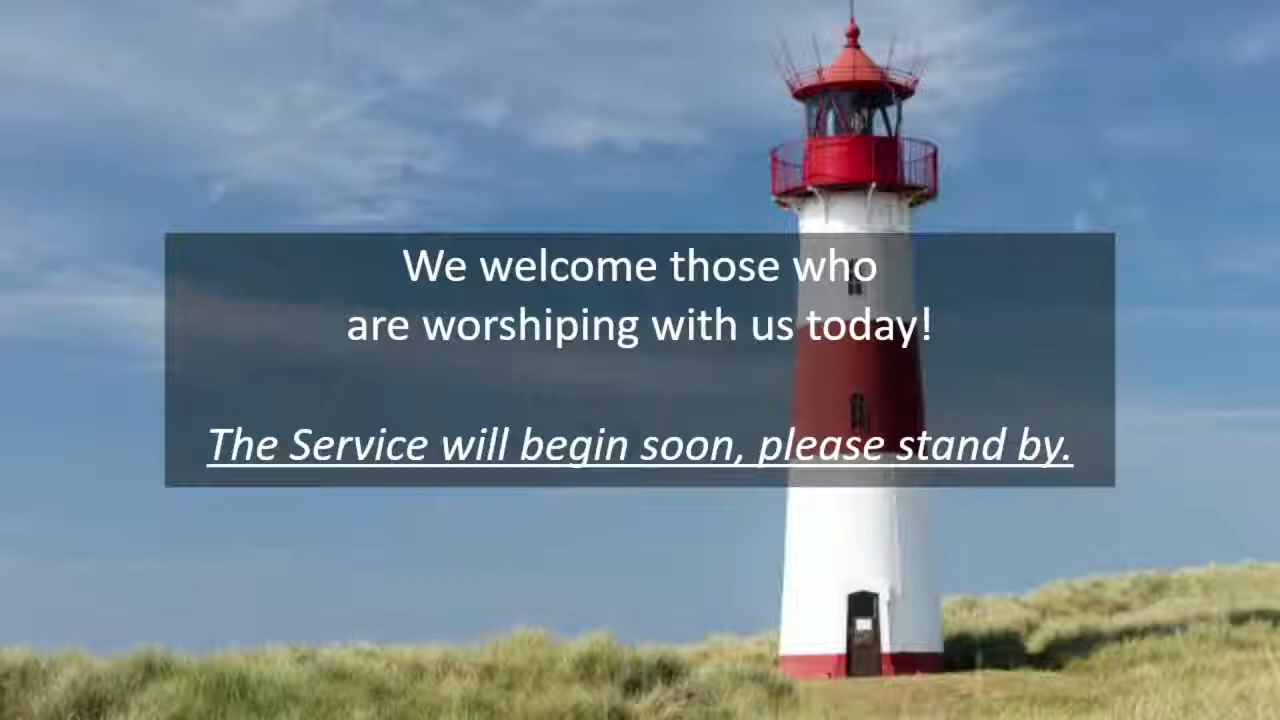 We welcome those who
are worshiping with us today!
The Service will begin soon, please stand by.